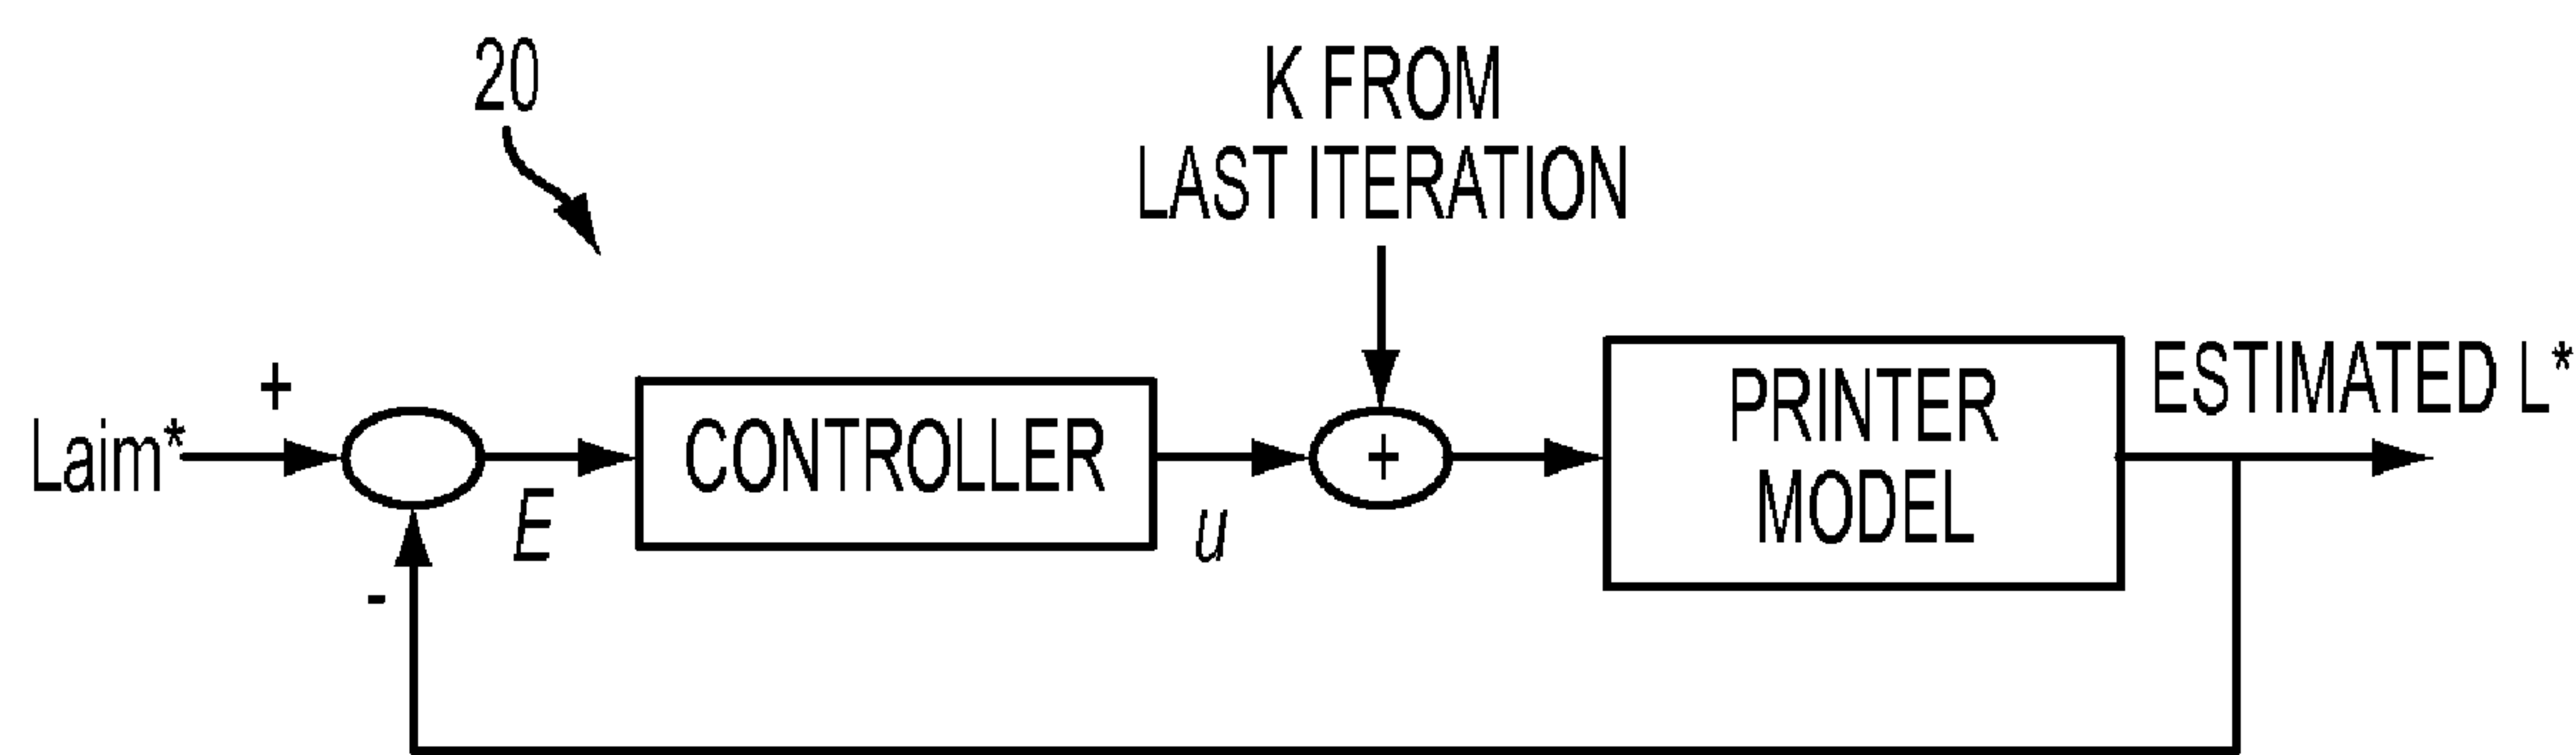 20
K FROM
LAST ITERATION
Laim*
+
-
E
CONTROLLER
u
+
PRINTER
MODEL
ESTIMATED L*